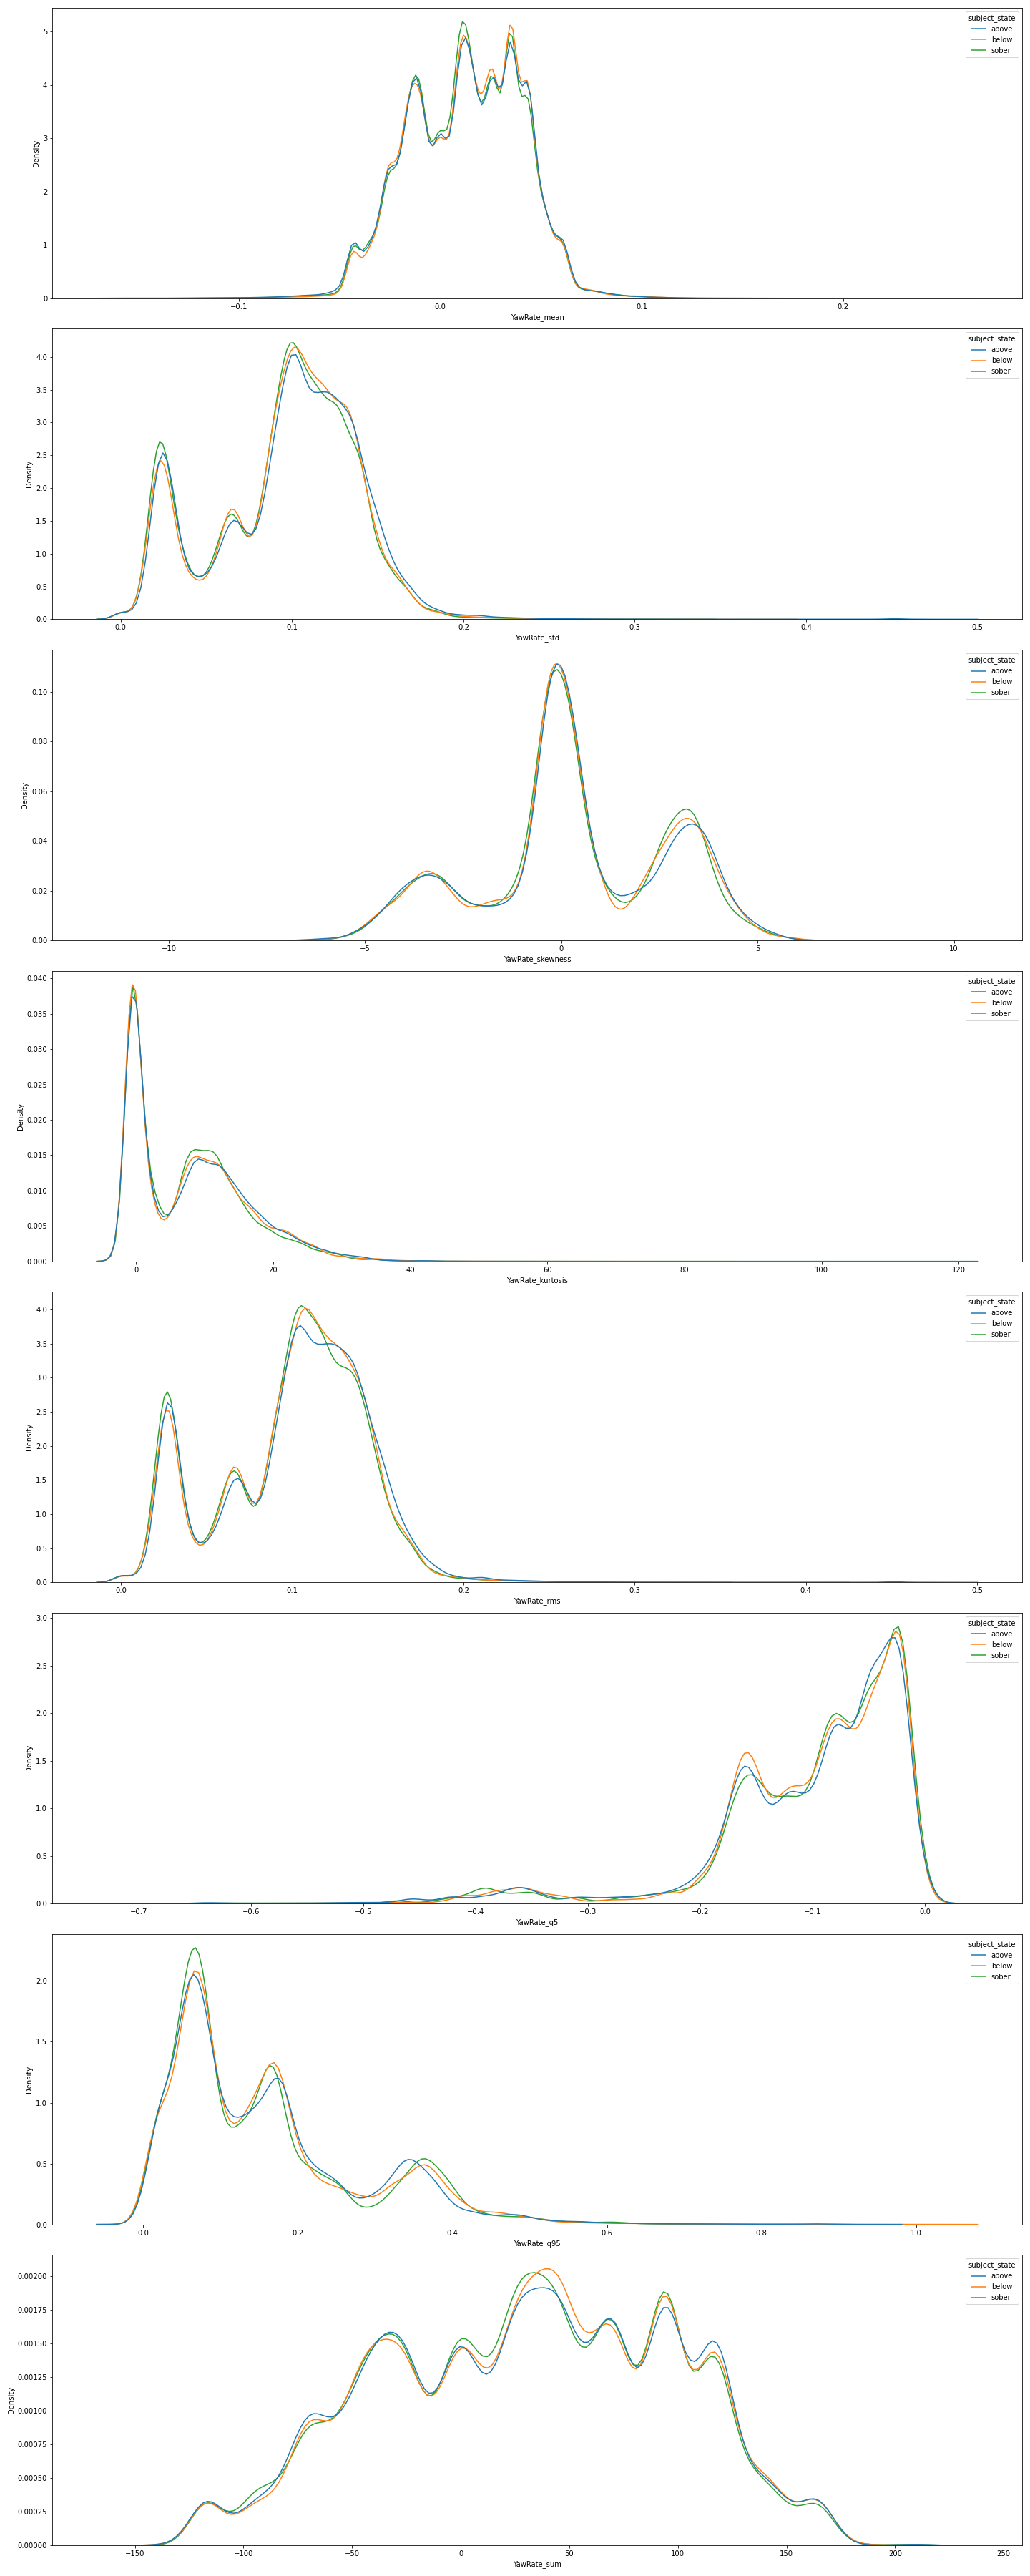 subject_state
above
below
sober
5
4
3
2
1
0
Density
−0.1
0.0
0.1
0.2
YawRate_mean
subject_state
above
below
sober
4.0
3.5
3.0
2.5
2.0
1.5
1.0
0.5
0.0
Density
0.0
0.1
0.2
0.3
0.4
0.5
YawRate_std
subject_state
above
below
sober
0.10
0.08
0.06
0.04
0.02
0.00
Density
−10
−5
0
5
10
YawRate_skewness
subject_state
above
below
sober
0.040
0.035
0.030
0.025
0.020
0.015
0.010
0.005
0.000
Density
0
20
40
60
80
100
120
YawRate_kurtosis
subject_state
above
below
sober
4.0
3.5
3.0
2.5
2.0
1.5
1.0
0.5
0.0
Density
0.0
0.1
0.2
0.3
0.4
0.5
YawRate_rms
subject_state
above
below
sober
3.0
2.5
2.0
1.5
1.0
0.5
0.0
Density
−0.7
−0.6
−0.5
−0.4
−0.3
−0.2
−0.1
0.0
YawRate_q5
subject_state
above
below
sober
2.0
1.5
1.0
0.5
0.0
Density
0.0
0.2
0.4
0.6
0.8
1.0
YawRate_q95
subject_state
above
below
sober
0.00200
0.00175
0.00150
0.00125
0.00100
0.00075
0.00050
0.00025
0.00000
Density
−150
−100
−50
0
50
100
150
200
250
YawRate_sum